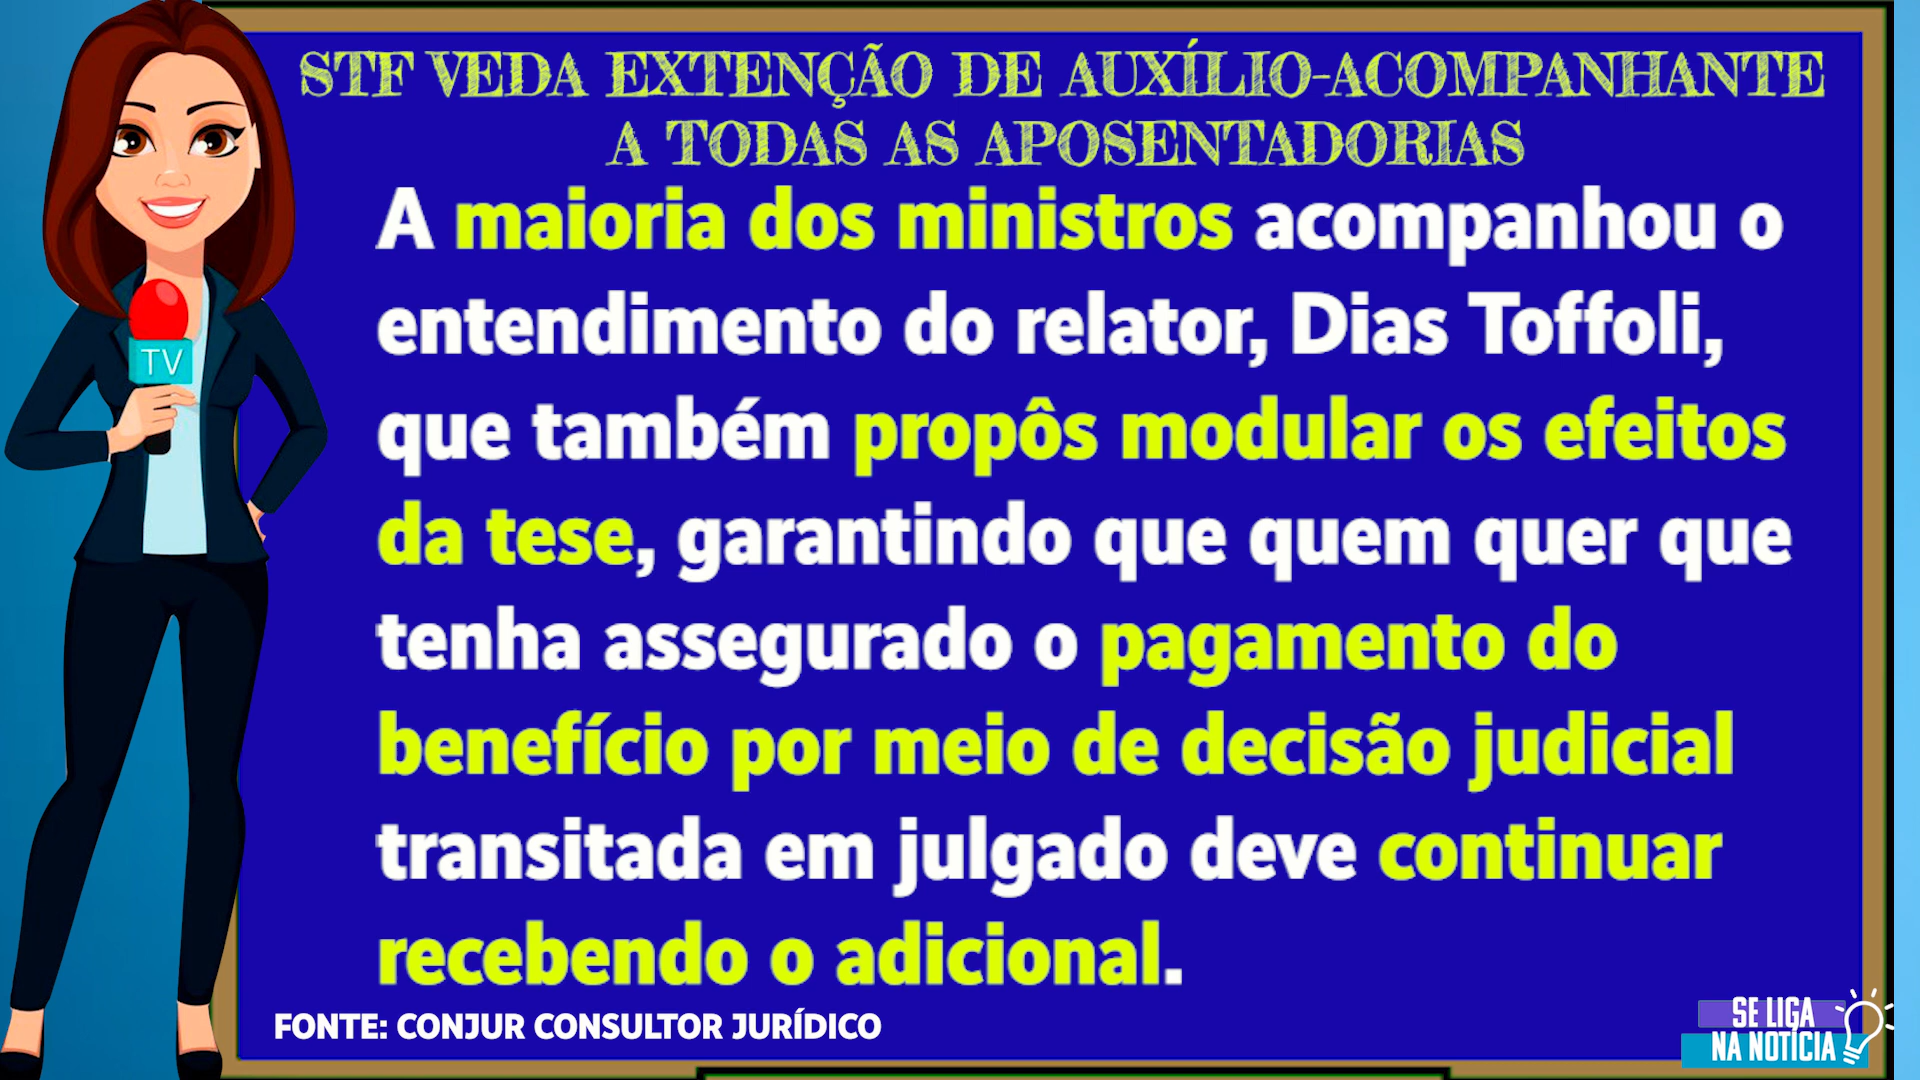 STF VEDA EXTENÇÃO DE AUXÍLIO-ACOMPANHANTE
A TODAS AS APOSENTADORIAS
A maioria dos ministros acompanhou o
entendimento do relator, Dias Toffoli,
que também propôs modular os efeitos
da tese, garantindo que quem quer que
tenha assegurado o pagamento do
benefício por meio de decisão judicial
transitada em julgado deve continuar
recebendo o adicional.
TV
FONTE: CONJUR CONSULTOR JURÍDICO
SE LIGA
NA NOTÍCIA